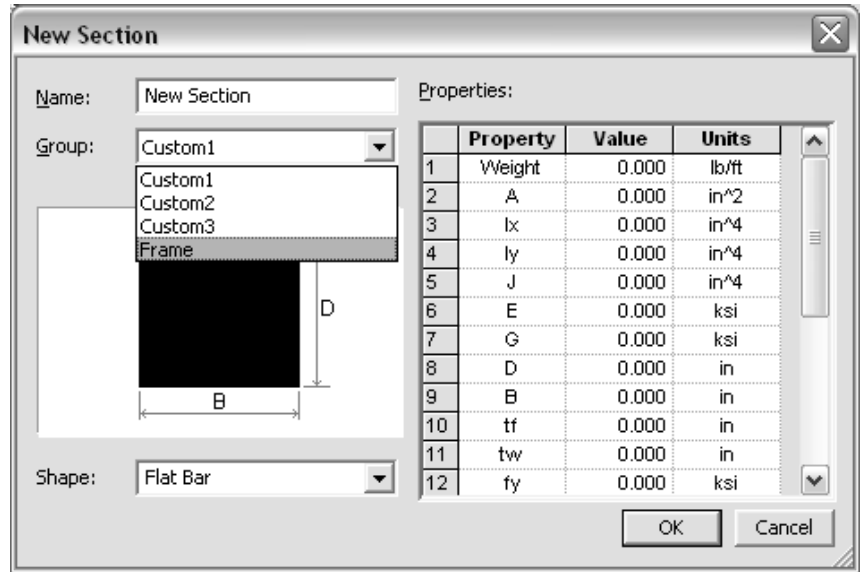 New Section
Name: New Section
Group: Custom1
Custom1
Custom2
Custom3
Frame
D
B
Shape: Flat Bar
Properties:
Property Value Units
1 Weight 0.000 lb/ft
2 A 0.000 in^2
3 Ix 0.000 in^4
4 Iy 0.000 in^4
5 J 0.000 in^4
6 E 0.000 ksi
7 G 0.000 ksi
8 D 0.000 in
9 B 0.000 in
10 tf 0.000 in
11 tw 0.000 in
12 fy 0.000 ksi
OK Cancel